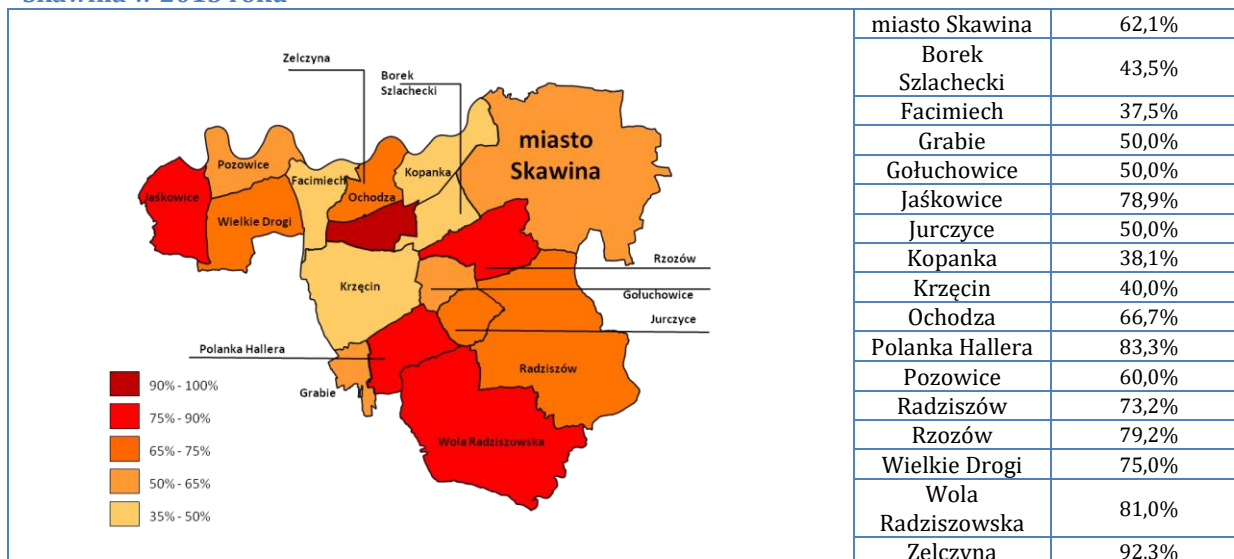 Skawina w 2015 roku
Zelczyna
Borek
Szlachecki
miasto
Skawina
Pozowice
Kopanka
Facimiech
Jaśkowice
Ochodza
Wielkie Drogi
Rzozów
Krzęcin
Gołuchowice
Jurczyce
Polanka Hallera
Radziszów
Grabie
Wola Radziszowska
90% - 100%
75% - 90%
65% - 75%
50% - 65%
35% - 50%
miasto Skawina 62,1%
Borek
Szlachecki 43,5%
Facimiech 37,5%
Grabie 50,0%
Gołuchowice 50,0%
Jaśkowice 78,9%
Jurczyce 50,0%
Kopanka 38,1%
Krzęcin 40,0%
Ochodza 66,7%
Polanka Hallera 83,3%
Pozowice 60,0%
Radziszów 73,2%
Rzozów 79,2%
Wielkie Drogi 75,0%
Wola
Radziszowska 81,0%
Zelczyna 92,3%